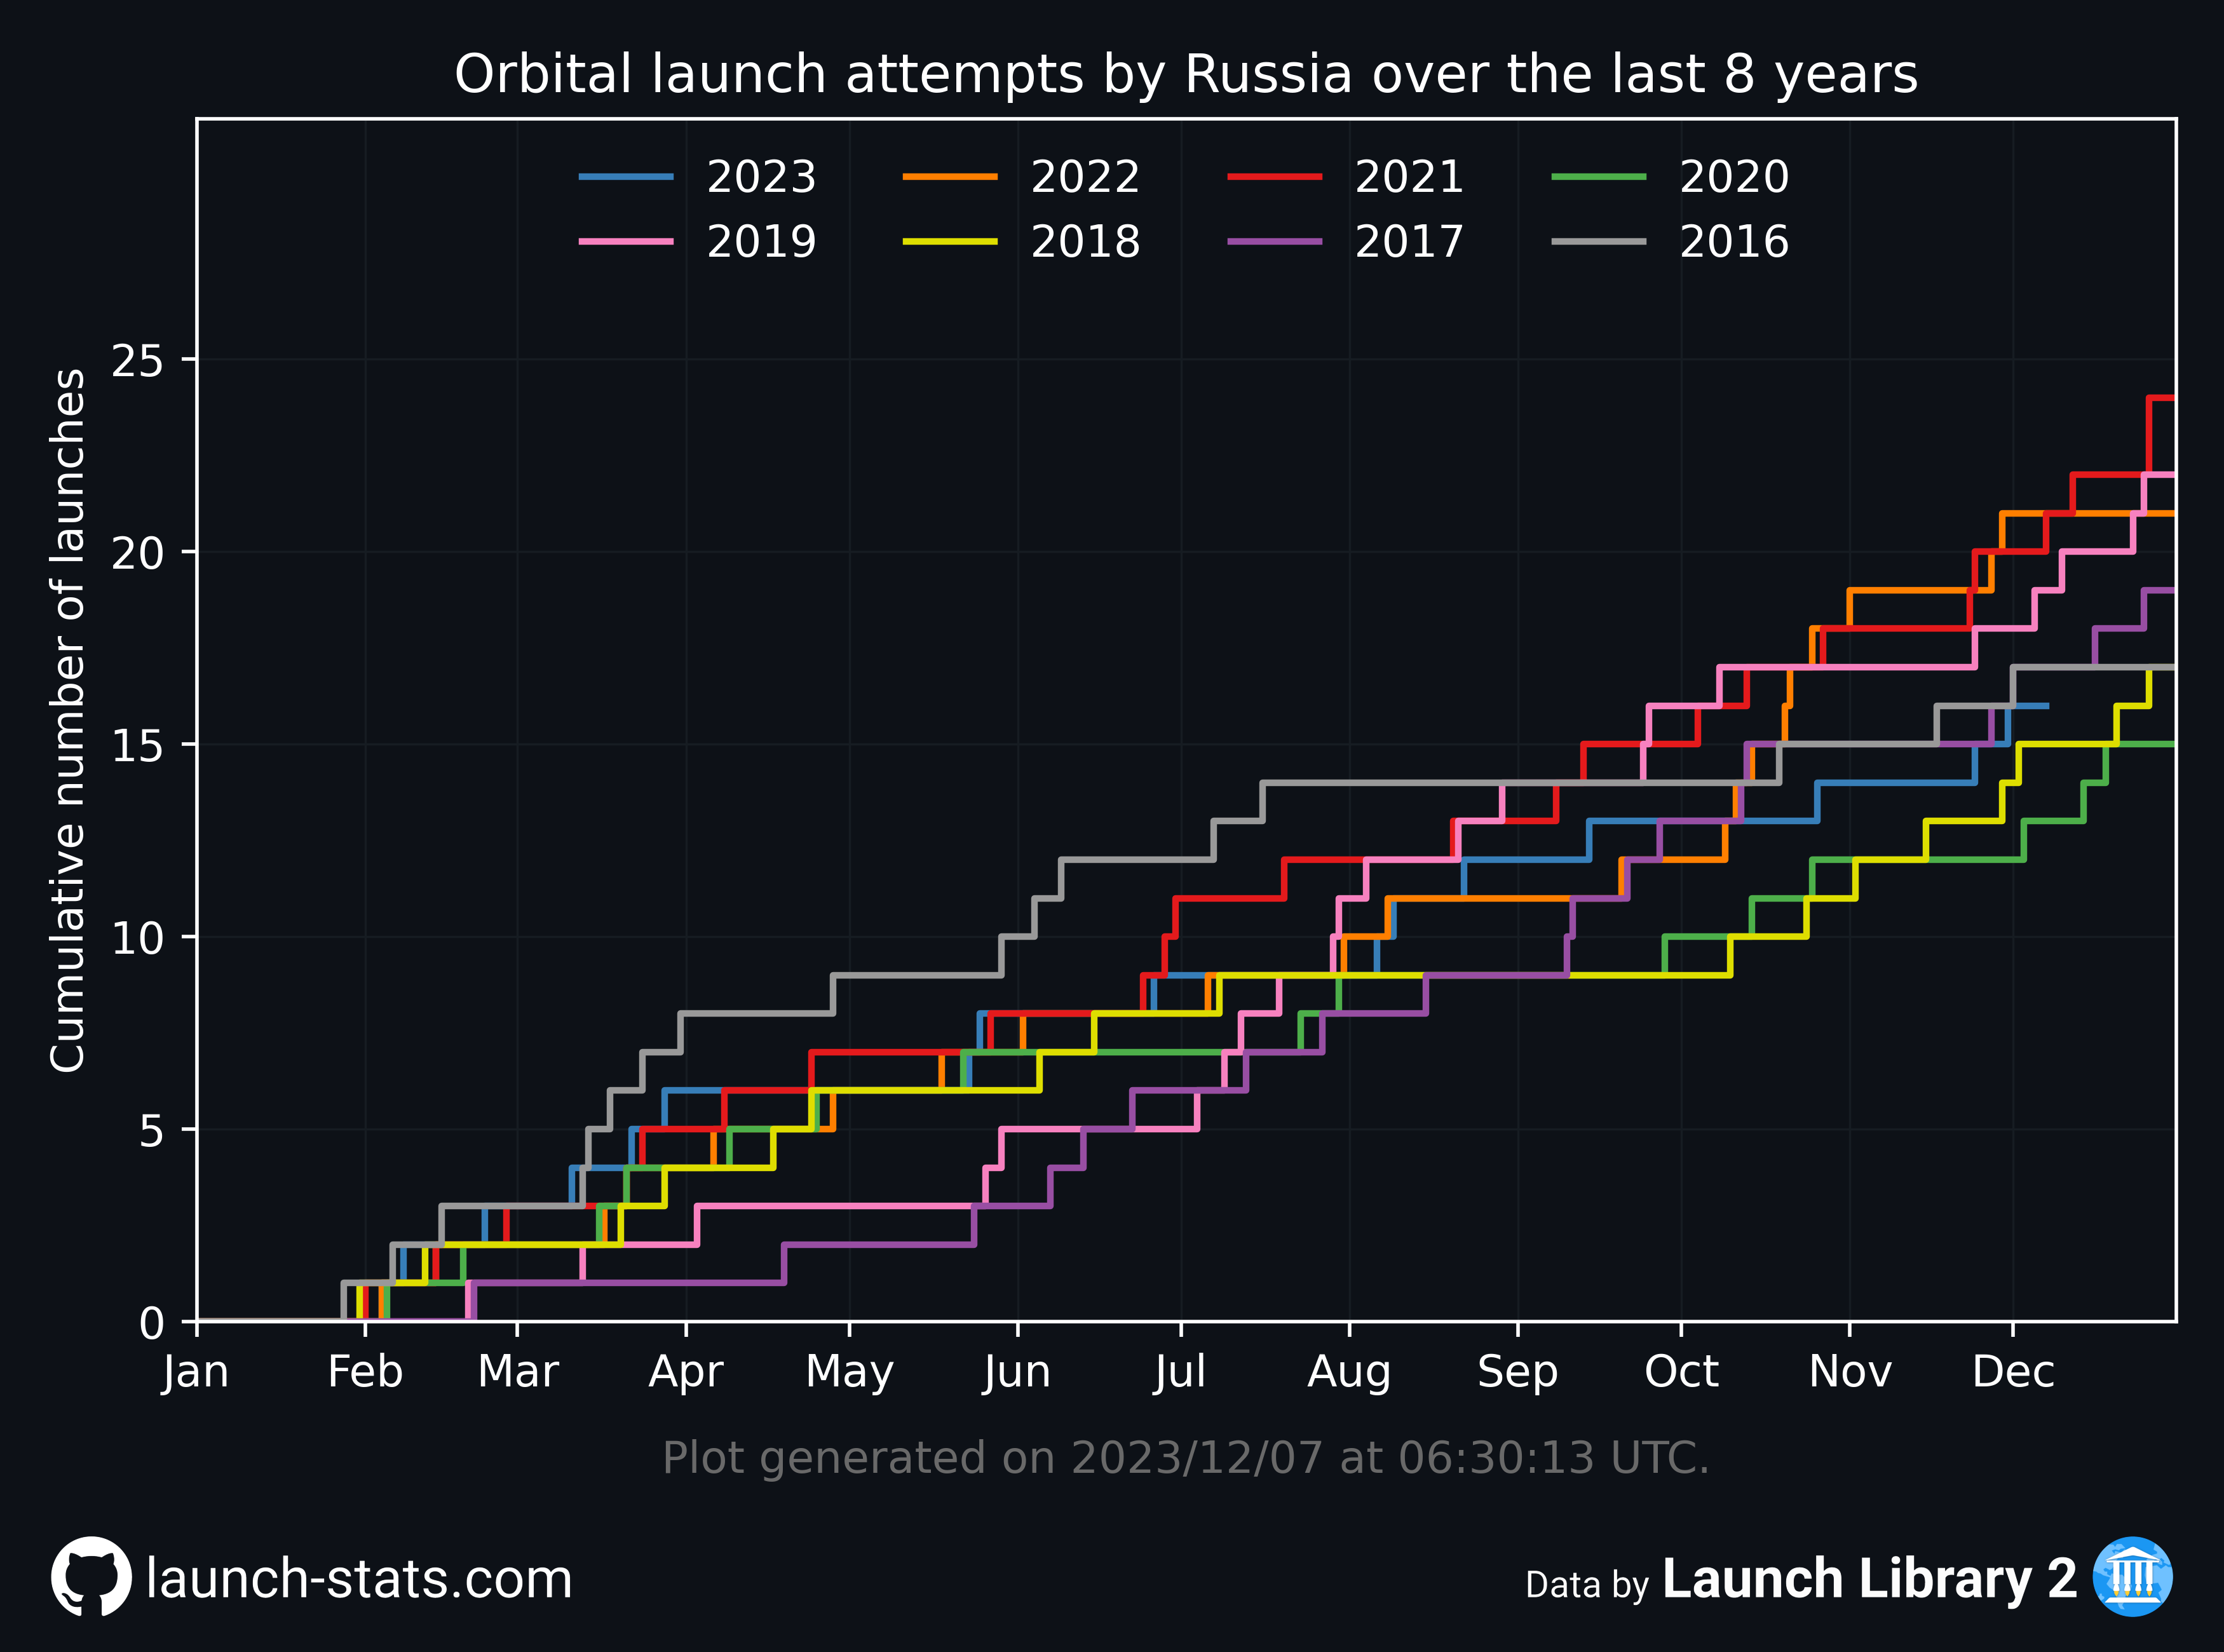 Orbital launch attempts by Russia over the last 8 years
2023 2022 2021 2020
2019 2018 2017 2016
Cumulative number of launches
25
20
15
10
5
0
Jan Feb Mar Apr May Jun Jul Aug Sep Oct Nov Dec
Plot generated on 2023/12/07 at 06:30:13 UTC.
launch-stats.com
Data by Launch Library 2